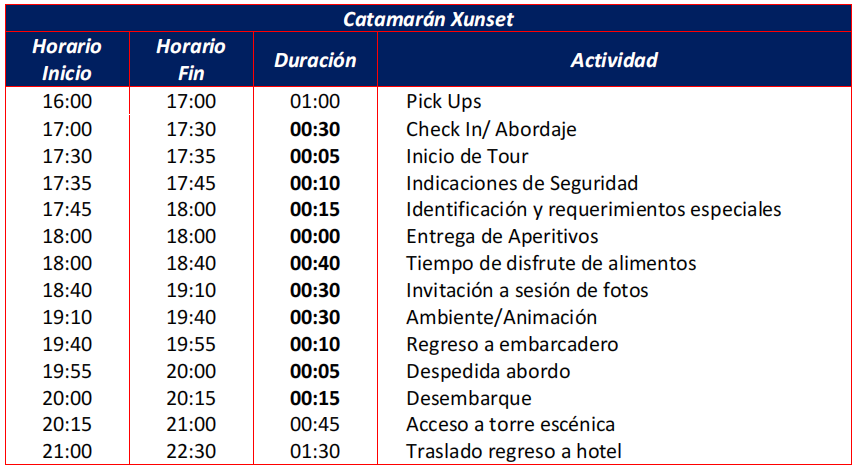 Catamarán Xunset
Horario Inicio Horario Fin Duración Actividad
16:00 17:00 01:00 Pick Ups
17:00 17:30 00:30 Check In/ Abordaje
17:30 17:35 00:05 Inicio de Tour
17:35 17:45 00:10 Indicaciones de Seguridad
17:45 18:00 00:15 Identificación y requerimientos especiales
18:00 18:00 00:00 Entrega de Aperitivos
18:00 18:40 00:40 Tiempo de disfrute de alimentos
18:40 19:10 00:30 Invitación a sesión de fotos
19:10 19:40 00:30 Ambiente/Animación
19:40 19:55 00:10 Regreso a embarcadero
19:55 20:00 00:05 Despedida abordo
20:00 20:15 00:15 Desembarque
20:15 21:00 00:45 Acceso a torre escénica
21:00 22:30 01:30 Traslado regreso a hotel